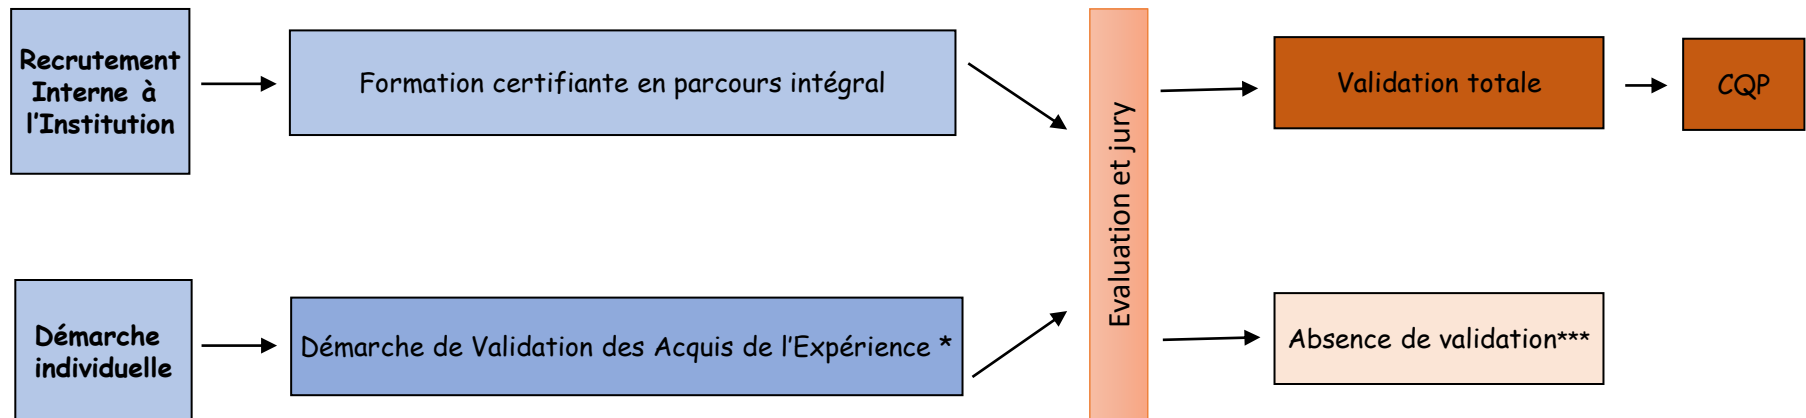 Recrutement
Interne à
l'Institution
Formation certifiante en parcours intégral
Evaluation et jury
Validation totale
CQP
Démarche
individuelle
Démarche de Validation des Acquis de l'Expérience *
Absence de validation***